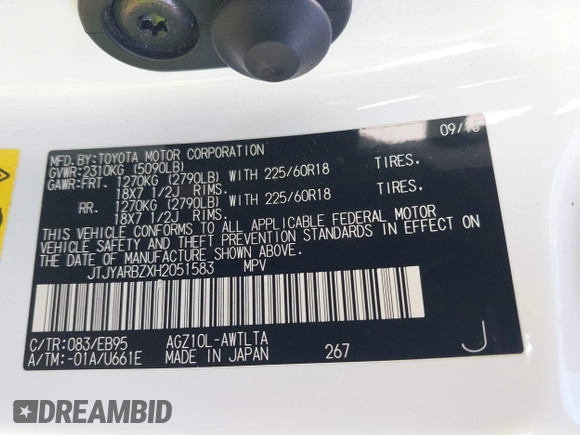 09/16
MFD.BY:TOYOTA MOTOR CORPORATION
GVWR:2310KG (5090LB)
GAWR:FRT. 1270KG (2790LB) WITH 225/60R18 TIRES.
18X7 1/2J RIMS.
RR. 1270KG (2790LB) WITH 225/60R18 TIRES.
18X7 1/2J RIMS.
THIS VEHICLE CONFORMS TO ALL APPLICABLE FEDERAL MOTOR
VEHICLE SAFETY AND THEFT PREVENTION STANDARDS IN EFFECT ON
THE DATE OF MANUFACTURE SHOWN ABOVE.
JTJYARBZXH2051583 MPV
C/TR:083/EB95 AGZ10L-AWTLTA
A/TM:-01A/U661E MADE IN JAPAN 267 J
DREAMBID